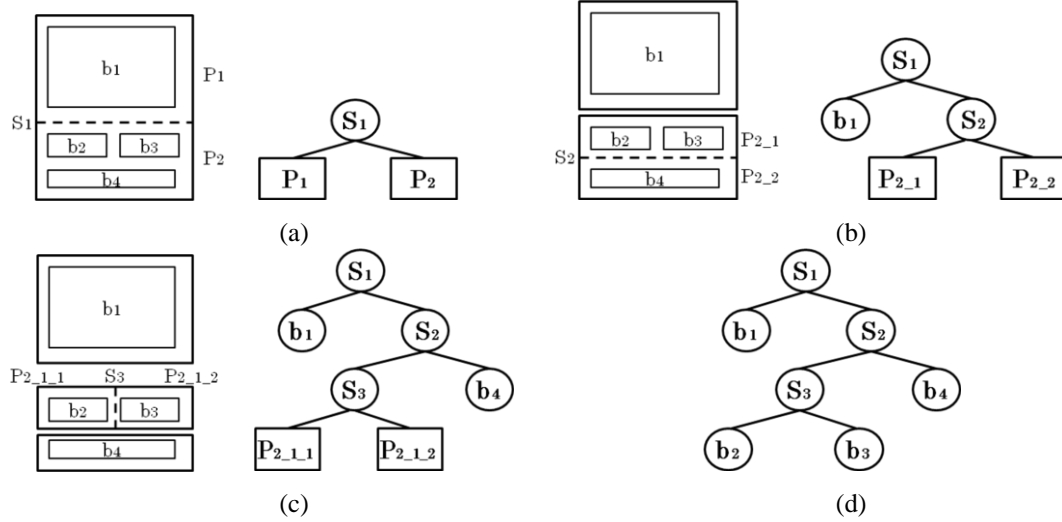 b1
P1
S1
b2
b3
P2
b4
S1
P1
P2
(a)
b1
b2
b3
P2_1
S2
b4
P2_2
S1
b1
S2
P2_1
P2_2
(b)
b1
P2_1_1
S3
P2_1_2
b2
b3
b4
S1
b1
S2
S3
b4
P2_1_1
P2_1_2
(c)
S1
b1
S2
S3
b4
b2
b3
(d)